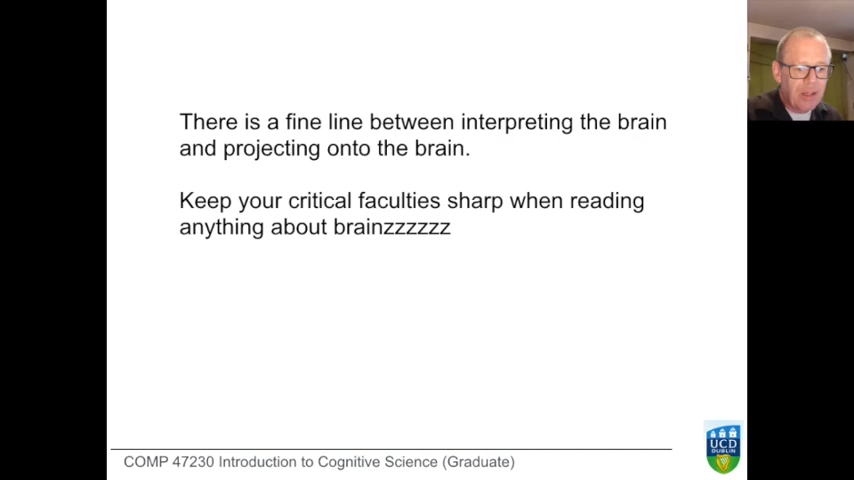 There is a fine line between interpreting the brain
and projecting onto the brain.
Keep your critical faculties sharp when reading
anything about brainzzzzzz
COMP 47230 Introduction to Cognitive Science (Graduate)
UCD
DUBLIN